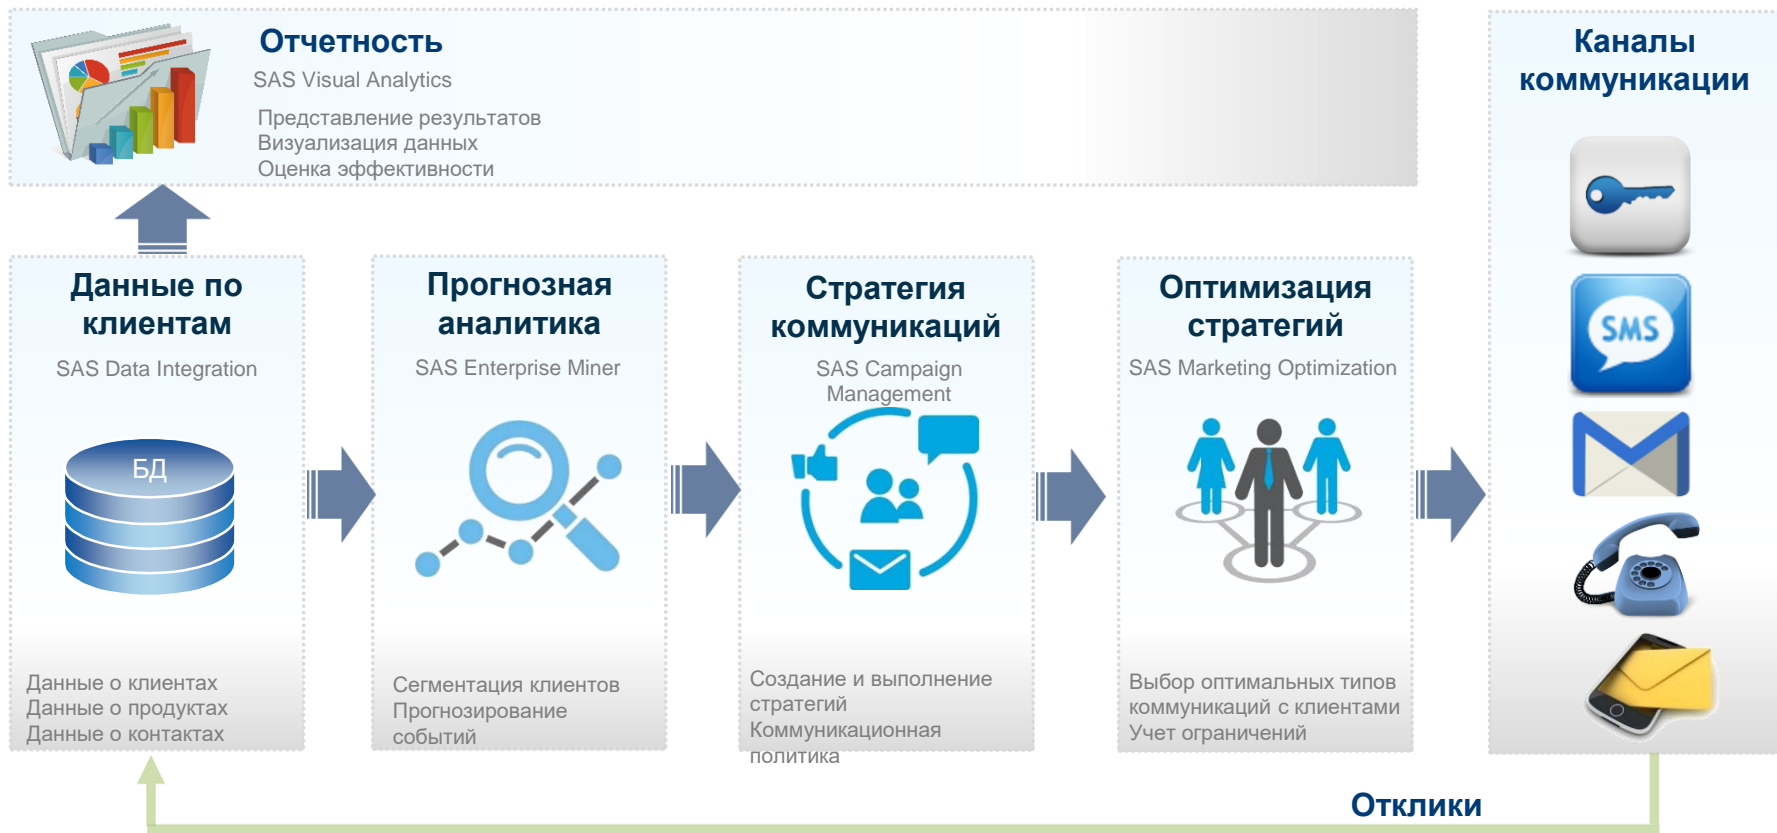 Отчетность
SAS Visual Analytics
Представление результатов
Визуализация данных
Оценка эффективности
Каналы
коммуникации
SMS
Данные по
клиентам
SAS Data Integration
БД
Данные о клиентах
Данные о продуктах
Данные о контактах
Прогнозная
аналитика
SAS Enterprise Miner
Сегментация клиентов
Прогнозирование
событий
Стратегия
коммуникаций
SAS Campaign
Management
Создание и выполнение
стратегий
Коммуникационная
политика
Оптимизация
стратегий
SAS Marketing Optimization
Выбор оптимальных типов
коммуникаций с клиентами
Учет ограничений
Отклики